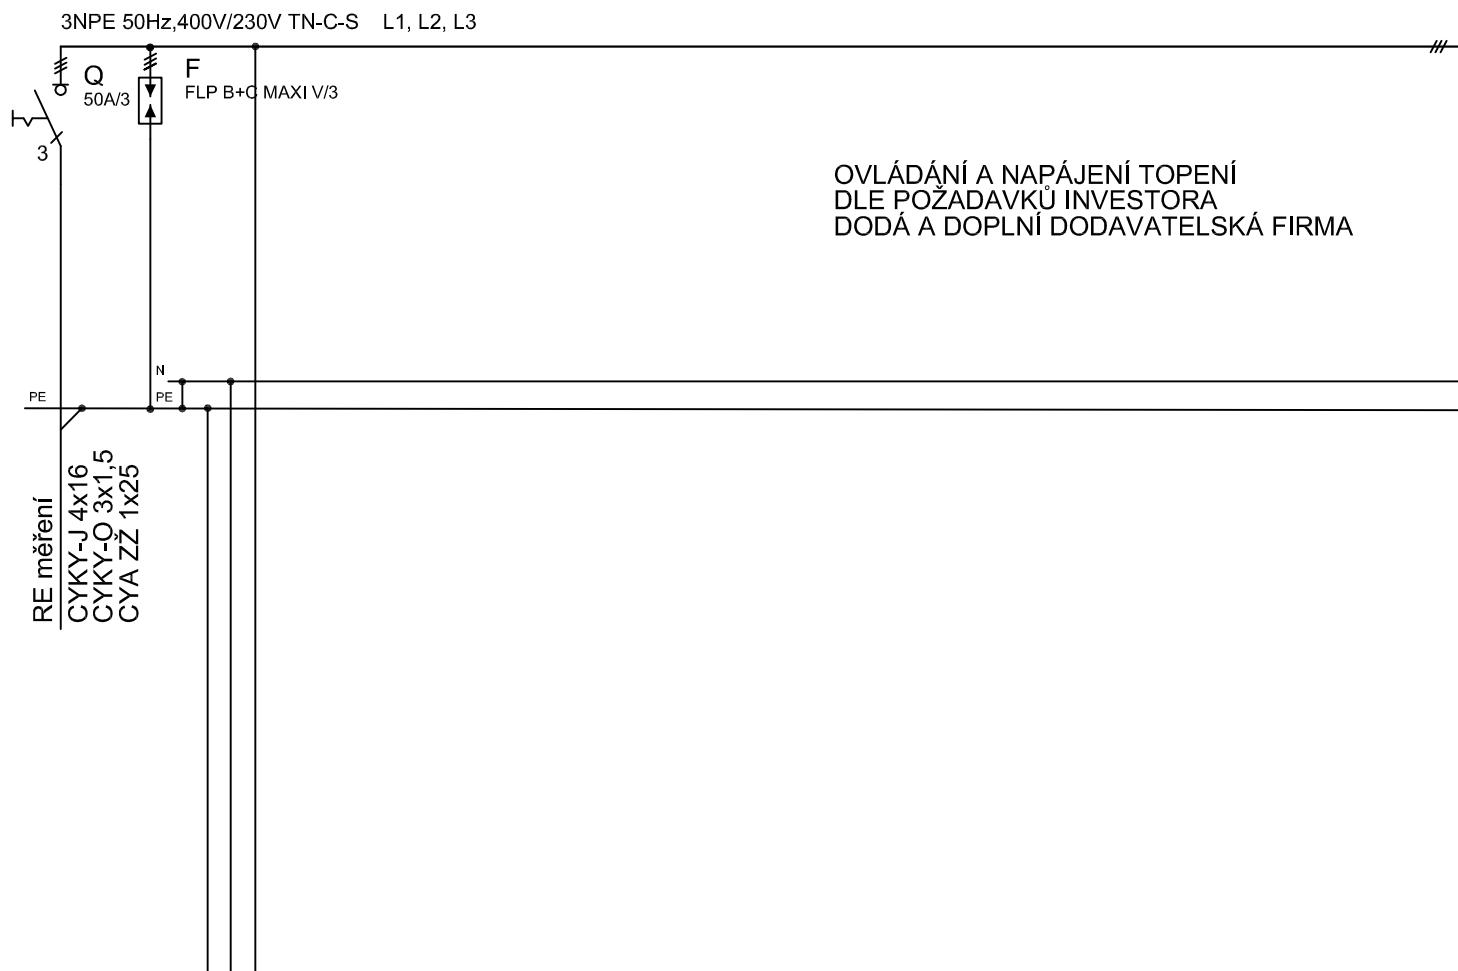 3NPE 50Hz,400V/230V TN-C-S L1, L2, L3
Q
50A/3
F
FLP B+C MAXI V/3
3
OVLÁDÁNÍ A NAPÁJENÍ TOPENÍ
DLE POŽADAVKŮ INVESTORA
DODÁ A DOPLNÍ DODAVATELSKÁ FIRMA
N
PE
PE
RE měření
CYKY-J 4x16
CYKY-O 3x1,5
CYA ZŽ 1x25